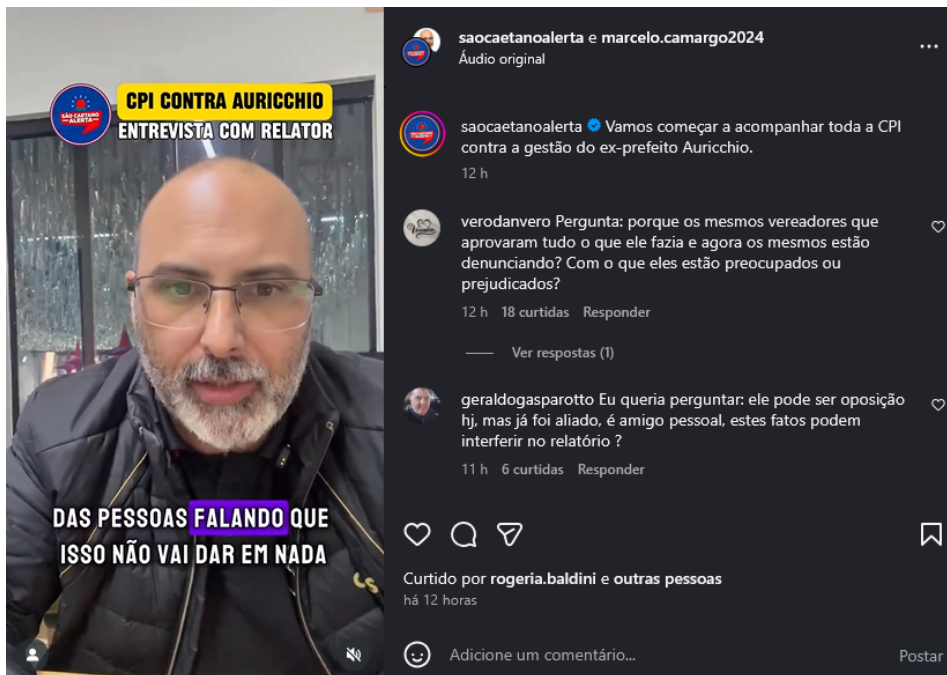 SÃO CAETANO
ALERTA
CPI CONTRA AURICCHIO
ENTREVISTA COM RELATOR
DAS PESSOAS FALANDO QUE
ISSO NÃO VAI DAR EM NADA
saocaetanoalerta e marcelo.camargo2024
Áudio original
saocaetanoalerta Vamos começar a acompanhar toda a CPI
contra a gestão do ex-prefeito Auricchio.
12 h
verodanvero Pergunta: porque os mesmos vereadores que
aprovaram tudo o que ele fazia e agora os mesmos estão
denunciando? Com o que eles estão preocupados ou
prejudicados?
12 h 18 curtidas Responder
Ver respostas (1)
geraldogasparotto Eu queria perguntar: ele pode ser oposição
hj, mas já foi aliado, é amigo pessoal, estes fatos podem
interferir no relatório ?
11 h 6 curtidas Responder
Curtido por rogeria.baldini e outras pessoas
há 12 horas
Adicione um comentário...
Postar